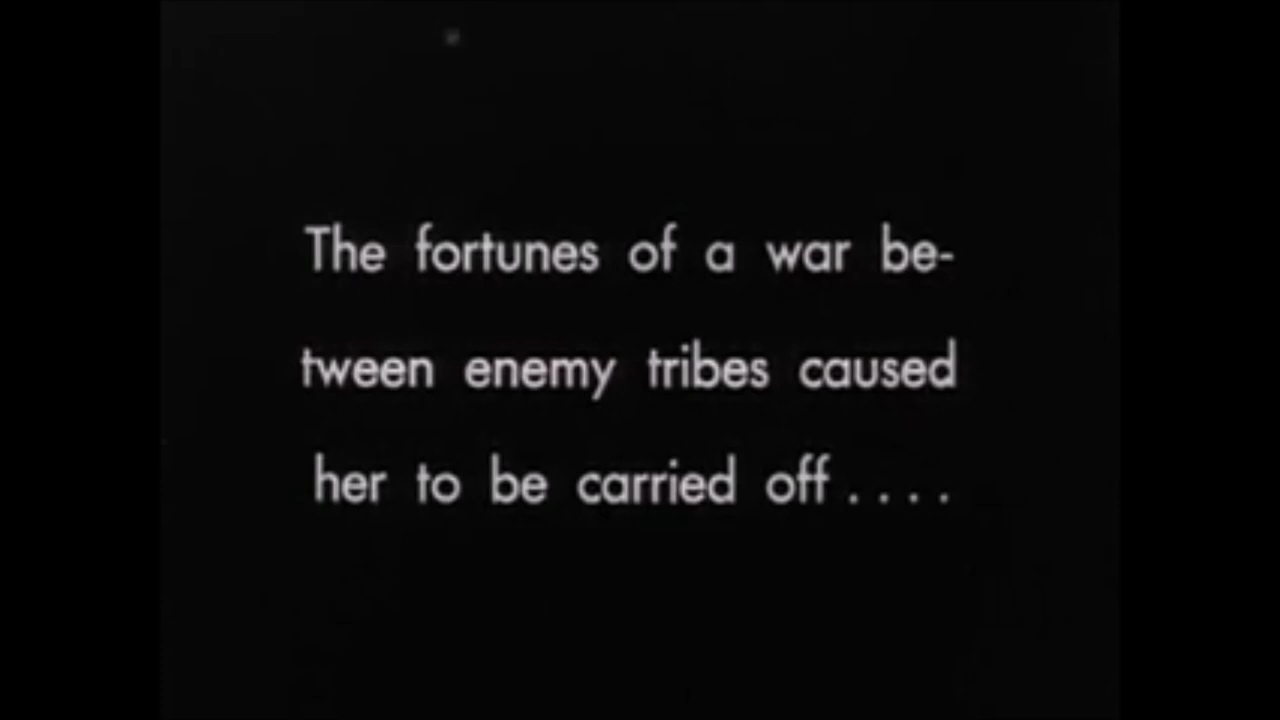 The fortunes of a war be-
tween enemy tribes caused
her to be carried off....